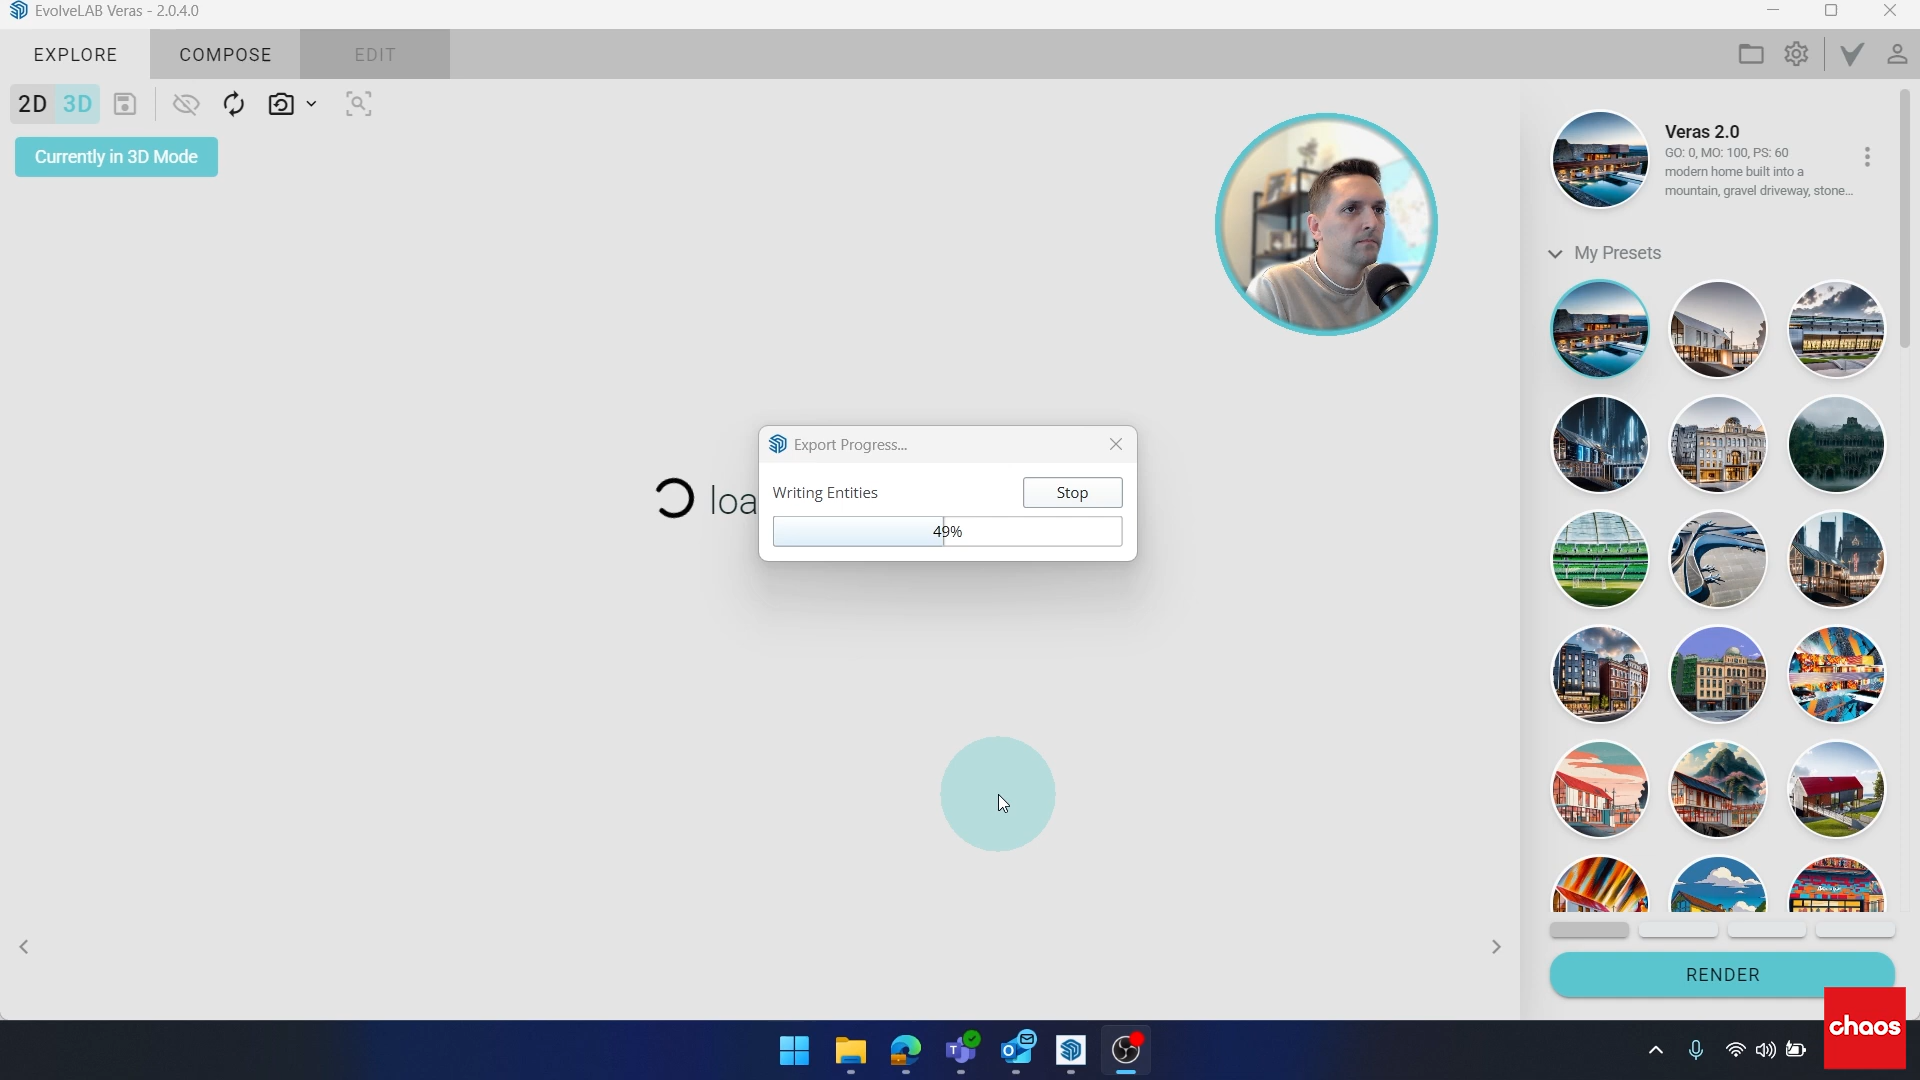 EvolveLAB Veras - 2.0.4.0
EXPLORE
COMPOSE
EDIT
2D 3D
Currently in 3D Mode
Veras 2.0
GO: 0, MO: 100, PS: 60
modern home built into a
mountain, gravel driveway, stone...
My Presets
Export Progress...
Writing Entities
Stop
49%
loa
RENDER
chaos